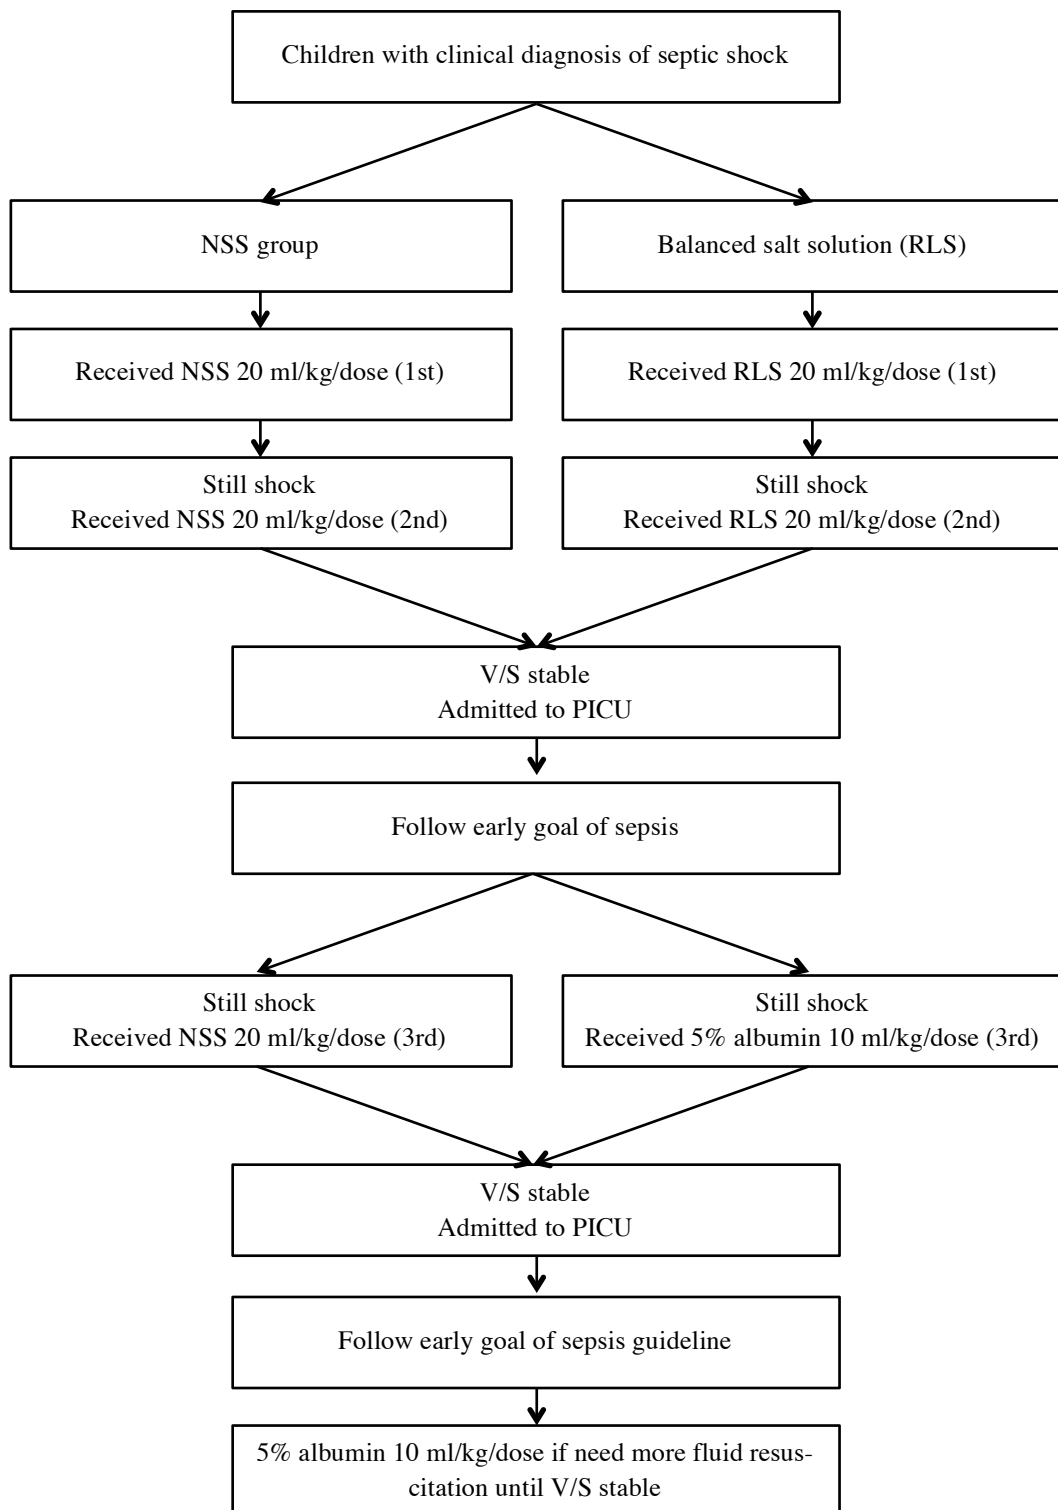 Children with clinical diagnosis of septic shock
NSS group
Balanced salt solution (RLS)
Received NSS 20 ml/kg/dose (1st)
Received RLS 20 ml/kg/dose (1st)
Still shock
Received NSS 20 ml/kg/dose (2nd)
Still shock
Received RLS 20 ml/kg/dose (2nd)
V/S stable
Admitted to PICU
Follow early goal of sepsis
Still shock
Received NSS 20 ml/kg/dose (3rd)
Still shock
Received 5% albumin 10 ml/kg/dose (3rd)
V/S stable
Admitted to PICU
Follow early goal of sepsis guideline
5% albumin 10 ml/kg/dose if need more fluid resus-
citation until V/S stable